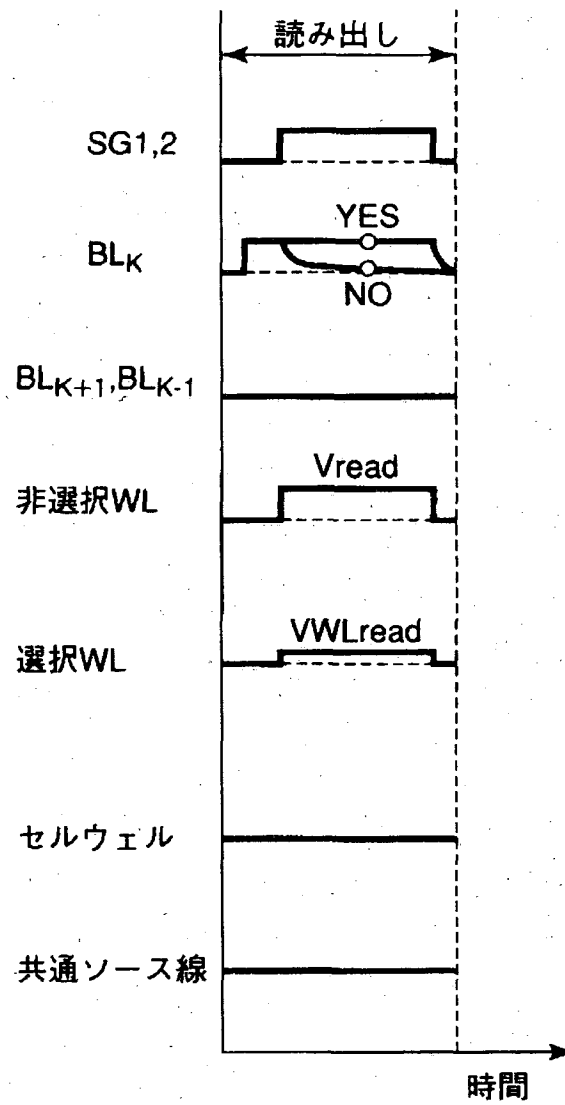 読み出し
SG1,2
YES
BLK
NO
BLK+1,BLK-1
Vread
非選択WL
VWLread
選択WL
セルウェル
共通ソース線
時間